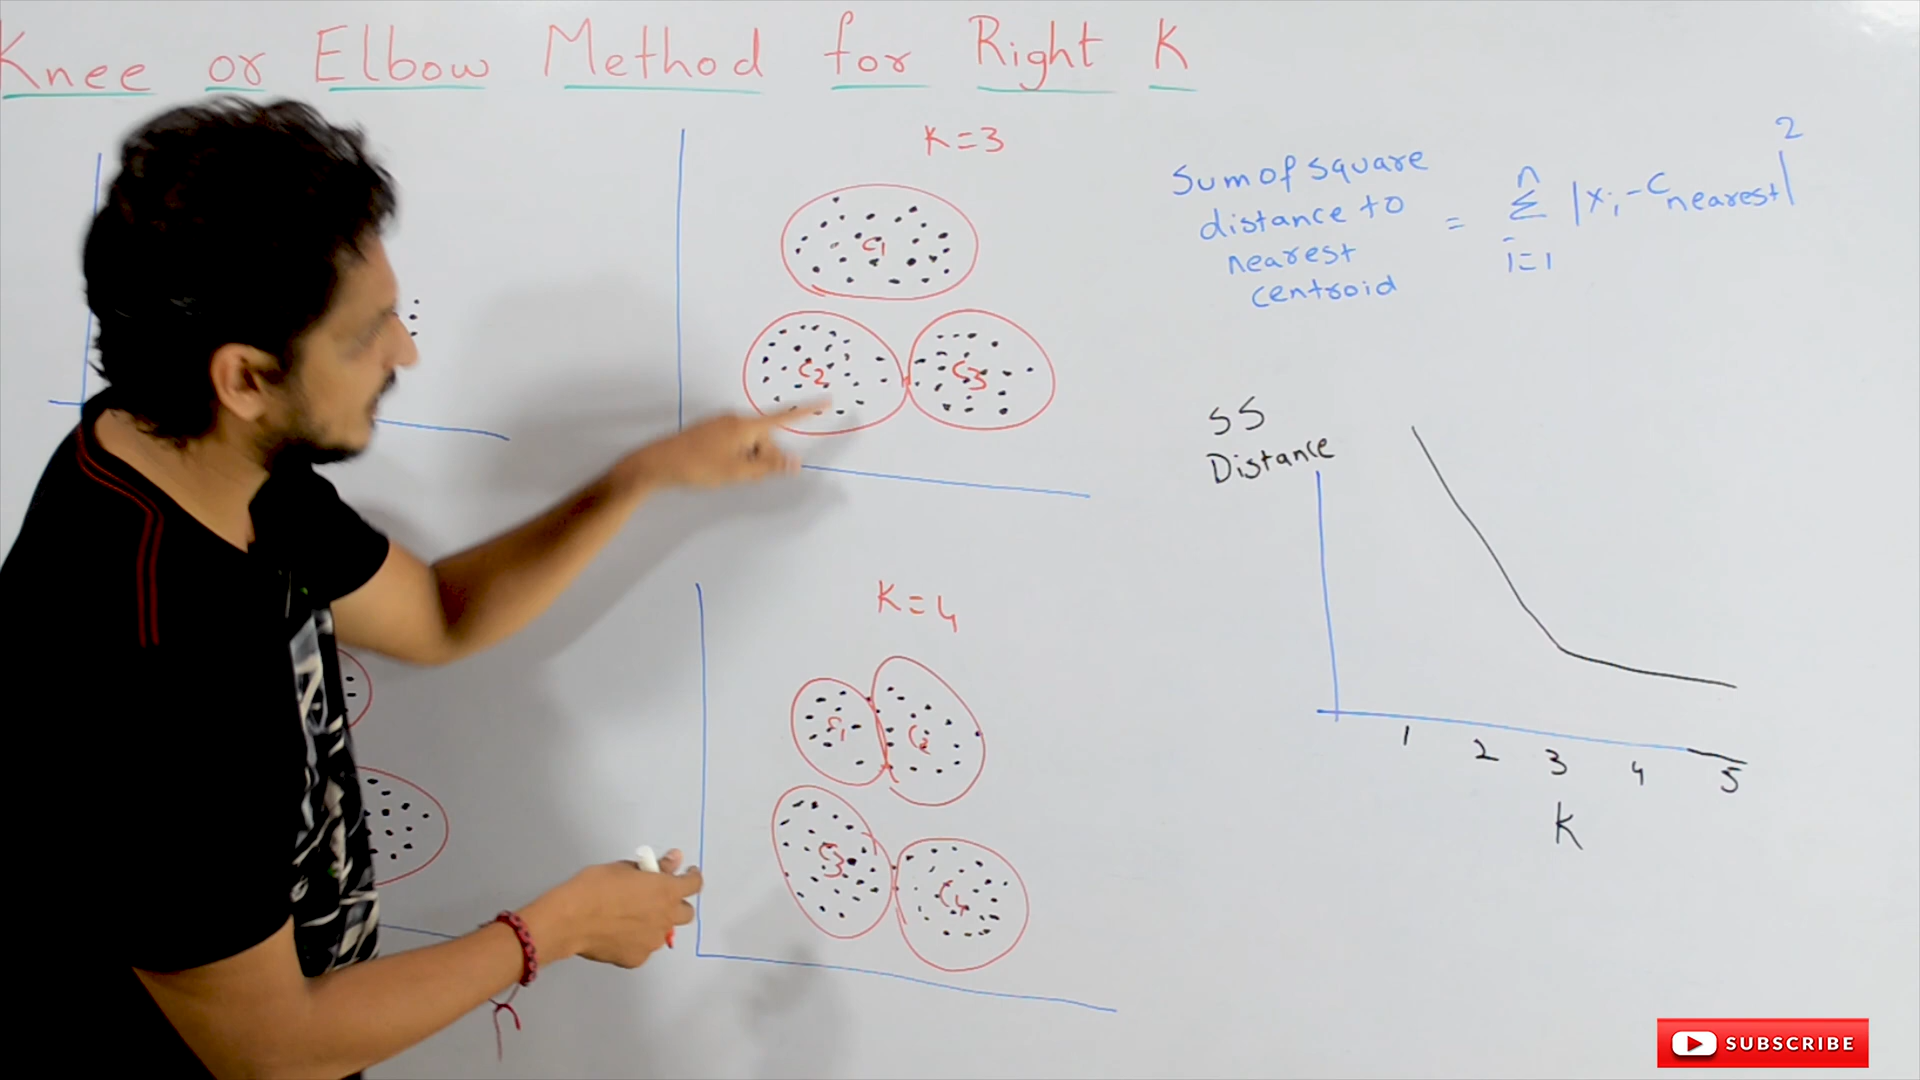 Knee or Elbow Method for Right K
K=3
C1
C2
C3
K=4
C1
C2
C3
C4
Sum of square
distance to
nearest
centroid
= n Σ i=1 |xi - Cnearest|2
SS
Distance
1 2 3 4 5
K
SUBSCRIBE